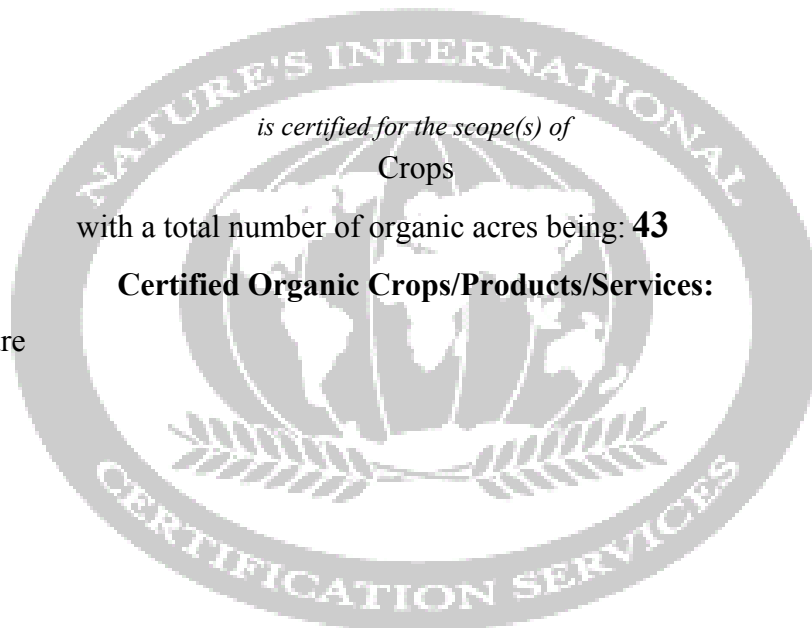 NATURE'S INTERNATIONAL
is certified for the scope(s) of
Crops
with a total number of organic acres being: 43
Certified Organic Crops/Products/Services:
re
CERTIFICATION SERVICES